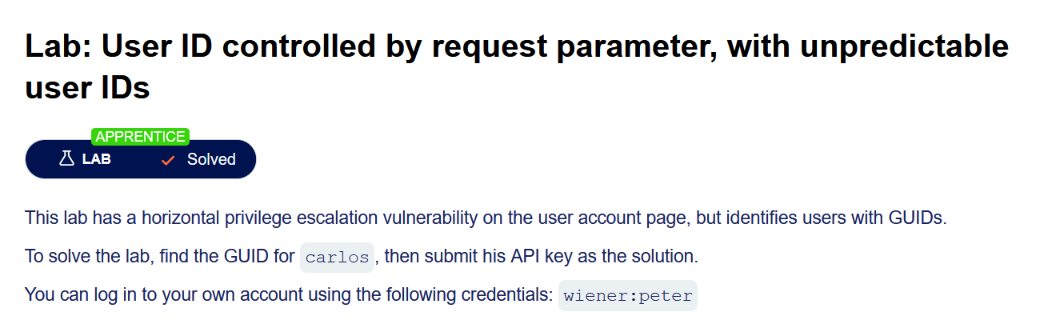 Lab: User ID controlled by request parameter, with unpredictable
user IDs
APPRENTICE
LAB Solved
This lab has a horizontal privilege escalation vulnerability on the user account page, but identifies users with GUIDs.
To solve the lab, find the GUID for carlos, then submit his API key as the solution.
You can log in to your own account using the following credentials: wiener:peter